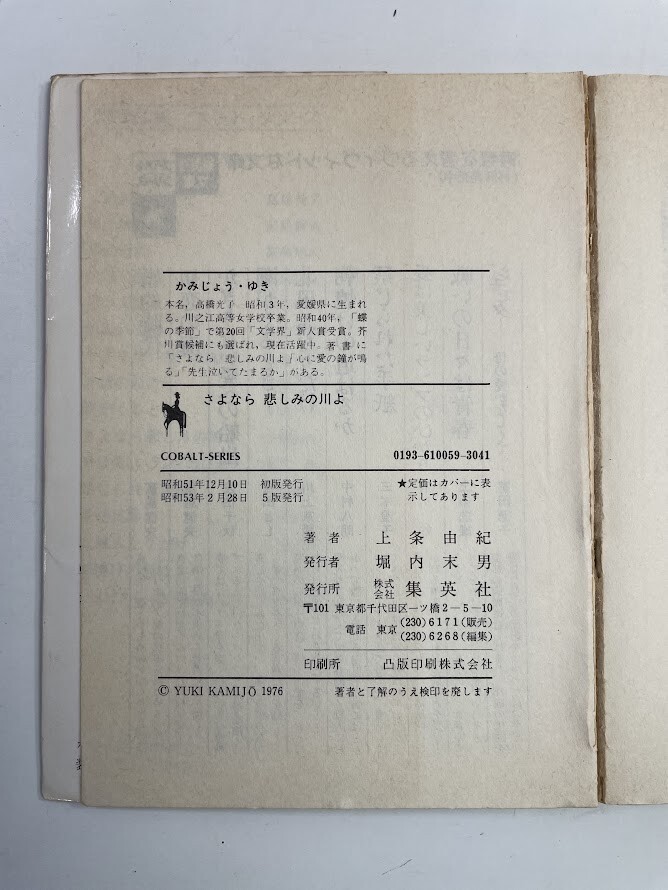 かみじょう・ゆき
本名，高橋光子 昭和3年，愛媛県に生まれ
る。川之江高等女学校卒業。昭和40年，「蝶
の季節」で第20回「文学界」新人賞受賞。芥
川賞候補にも選ばれ，現在活躍中。著書に
「さよなら 悲しみの川よ／心に愛の鐘が鳴
る」「先生泣いてたまるか」がある。
さよなら 悲しみの川よ
COBALT-SERIES 0193-610059-3041
昭和51年12月10日 初版発行
昭和53年2月28日 5版発行
★定価はカバーに表
示してあります
著者 上条由紀
発行者 堀内末男
発行所 株式会社 集英社
〒101 東京都千代田区一ツ橋2－5－10
電話 東京 (230)6171(販売)
(230)6268(編集)
印刷所 凸版印刷株式会社
© YUKI KAMIJŌ 1976 著者と了解のうえ検印を廃します